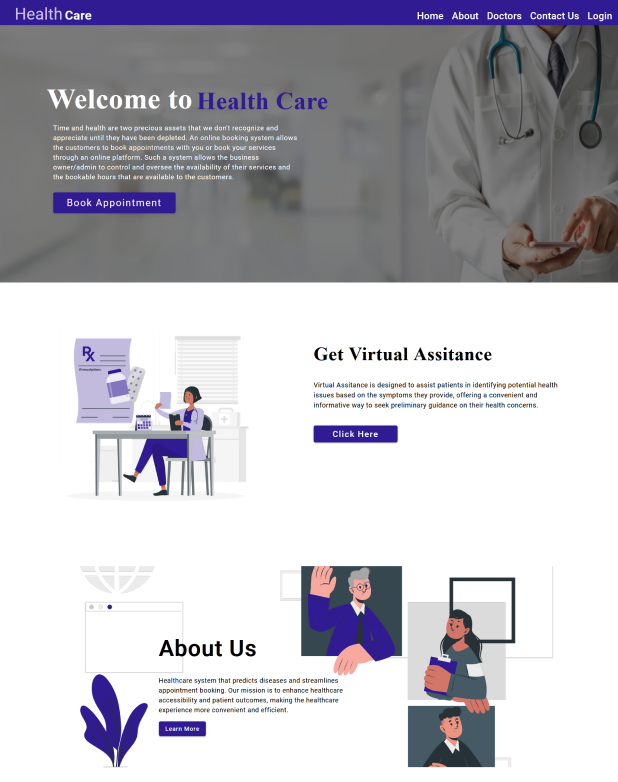 Health Care
Home About Doctors Contact Us Login
Welcome to Health Care
Time and health are two precious assets that we don't recognize and
appreciate until they have been depleted. An online booking system allows
the customers to book appointments with you or book your services
through an online platform. Such a system allows the business
owner/admin to control and oversee the availability of their services and
the bookable hours that are available to the customers.
Book Appointment
Rx
Prescription:
Get Virtual Assitance
Virtual Assitance is designed to assist patients in identifying potential health
issues based on the symptoms they provide, offering a convenient and
informative way to seek preliminary guidance on their health concerns.
Click Here
About Us
Healthcare system that predicts diseases and streamlines
appointment booking. Our mission is to enhance healthcare
accessibility and patient outcomes, making the healthcare
experience more convenient and efficient.
Learn More